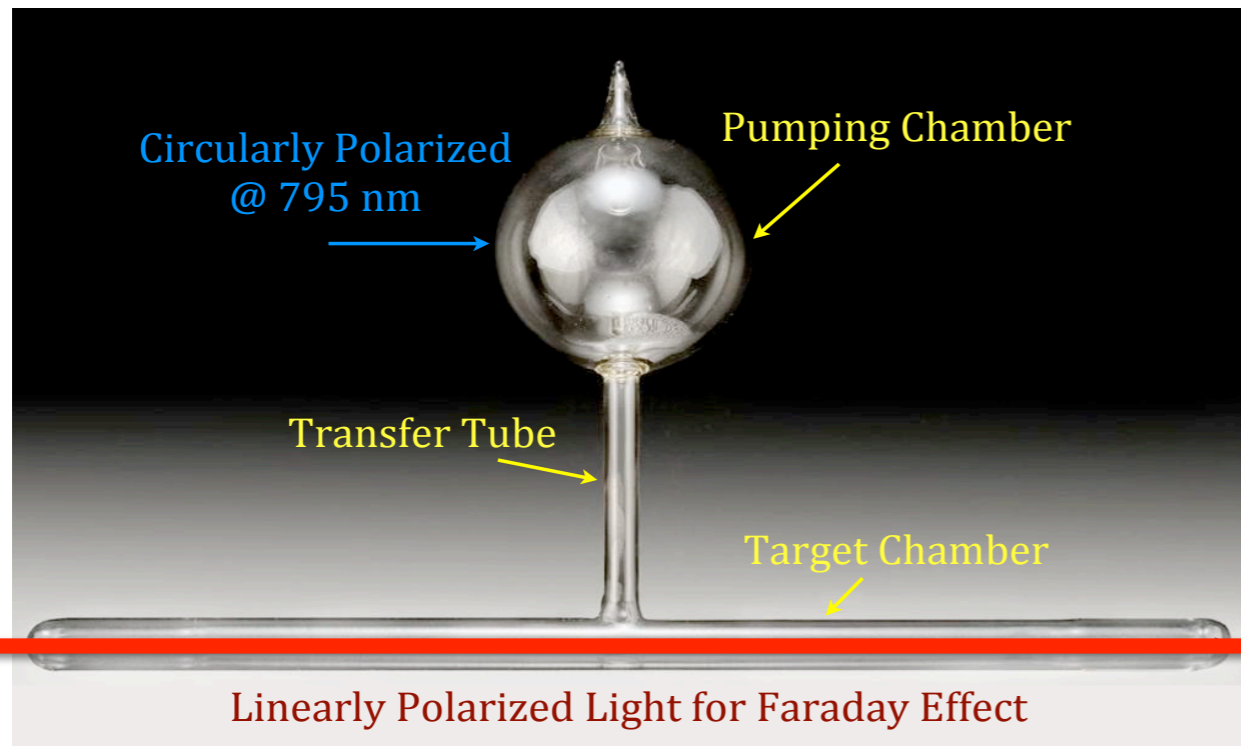 Circularly Polarized
@ 795 nm
Pumping Chamber
Transfer Tube
Target Chamber
Linearly Polarized Light for Faraday Effect